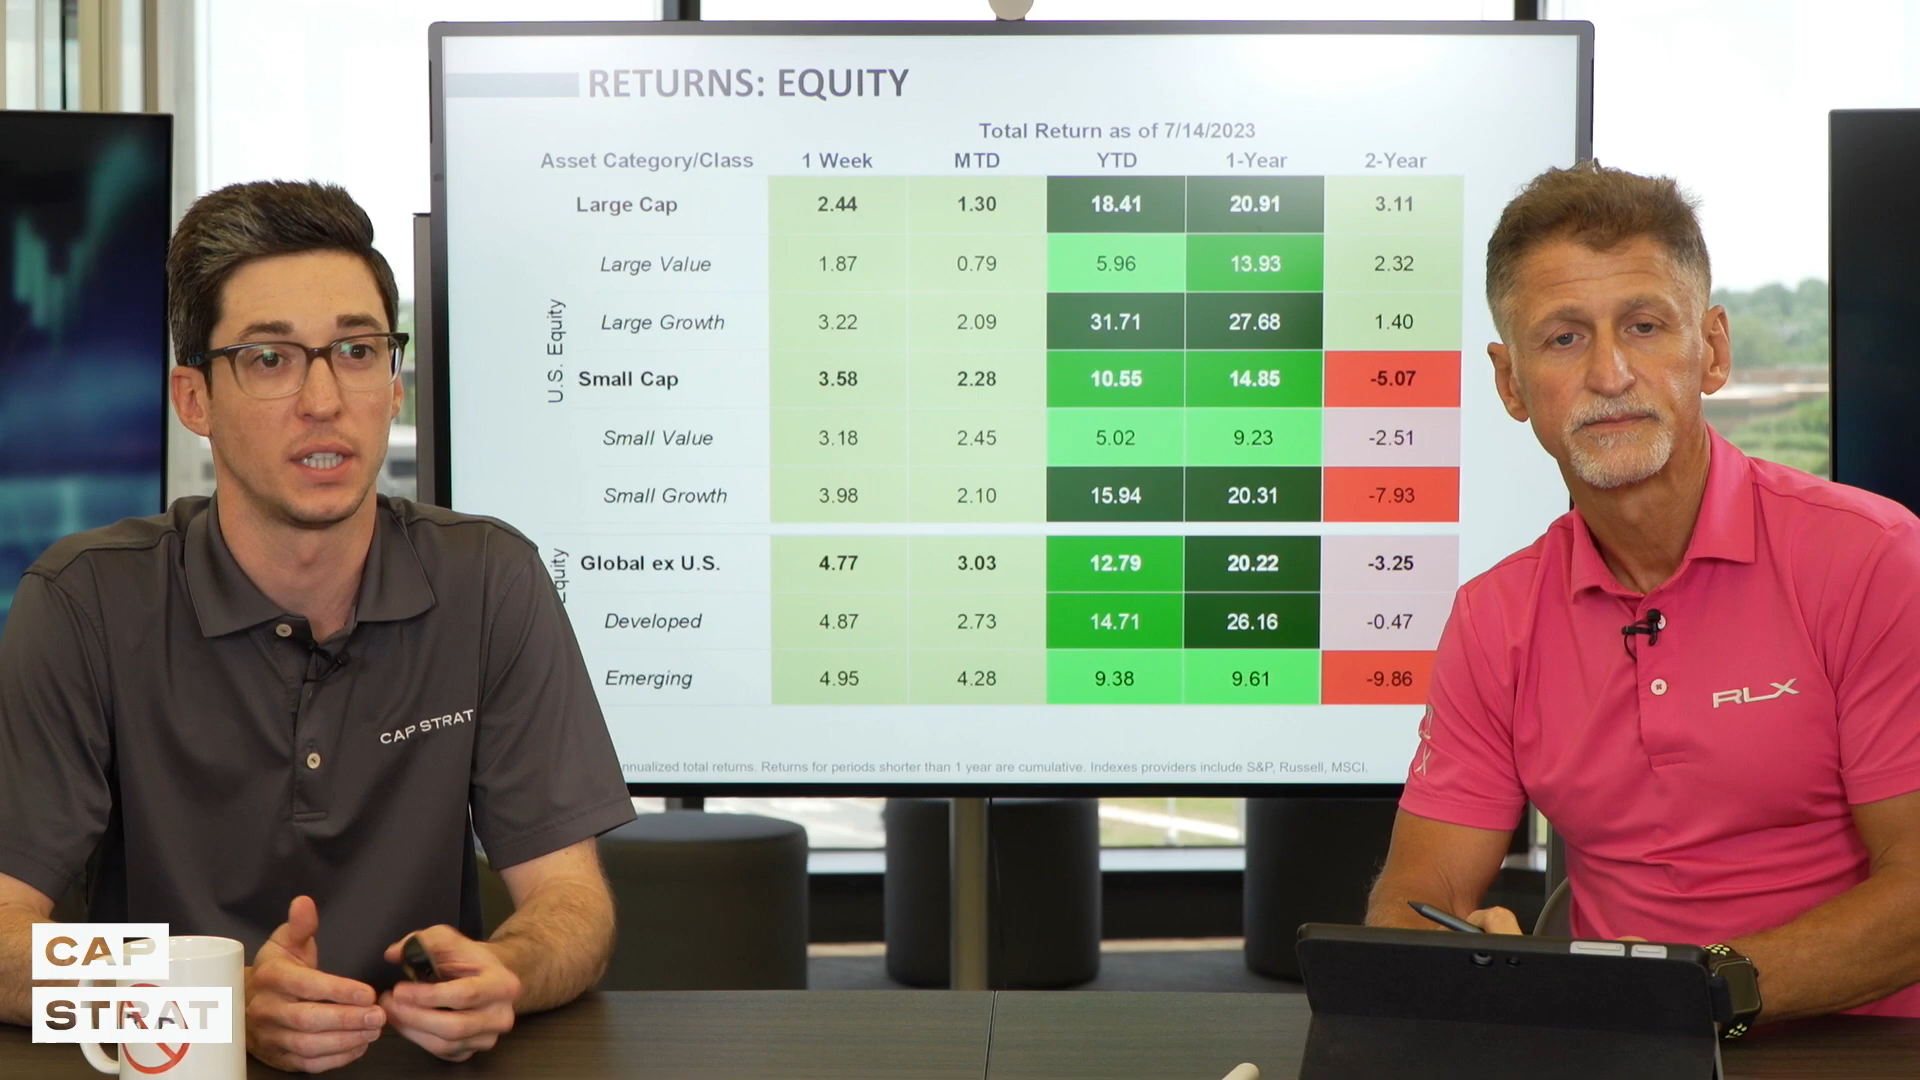 RETURNS: EQUITY
Total Return as of 7/14/2023
Asset Category/Class 1 Week MTD YTD 1-Year 2-Year
U.S. Equity
Large Cap 2.44 1.30 18.41 20.91 3.11
Large Value 1.87 0.79 5.96 13.93 2.32
Large Growth 3.22 2.09 31.71 27.68 1.40
Small Cap 3.58 2.28 10.55 14.85 -5.07
Small Value 3.18 2.45 5.02 9.23 -2.51
Small Growth 3.98 2.10 15.94 20.31 -7.93
Equity
Global ex U.S. 4.77 3.03 12.79 20.22 -3.25
Developed 4.87 2.73 14.71 26.16 -0.47
Emerging 4.95 4.28 9.38 9.61 -9.86
nnualized total returns. Returns for periods shorter than 1 year are cumulative. Indexes providers include S&P, Russell, MSCI.
CAP STRAT
RLX
CAP
STRAT